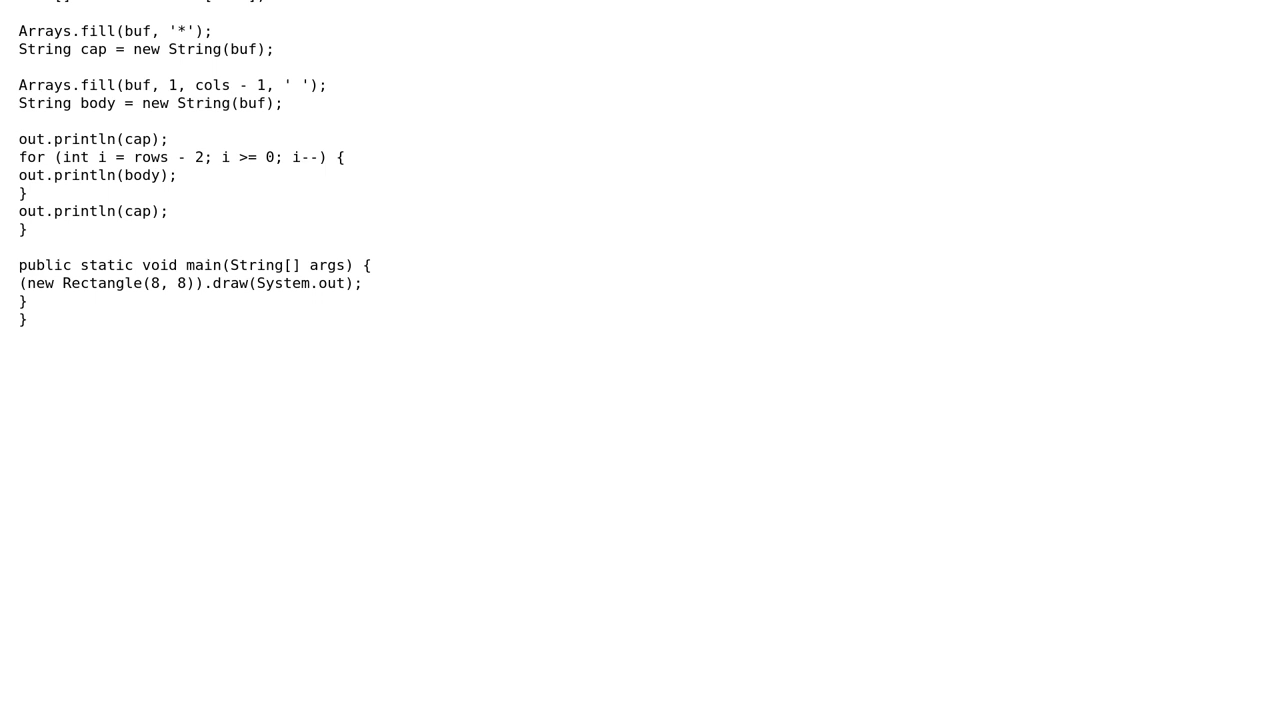 Arrays.fill(buf, '*');
String cap = new String(buf);
Arrays.fill(buf, 1, cols - 1, ' ');
String body = new String(buf);
out.println(cap);
for (int i = rows - 2; i >= 0; i--) {
out.println(body);
}
out.println(cap);
}
public static void main(String[] args) {
(new Rectangle(8, 8)).draw(System.out);
}
}